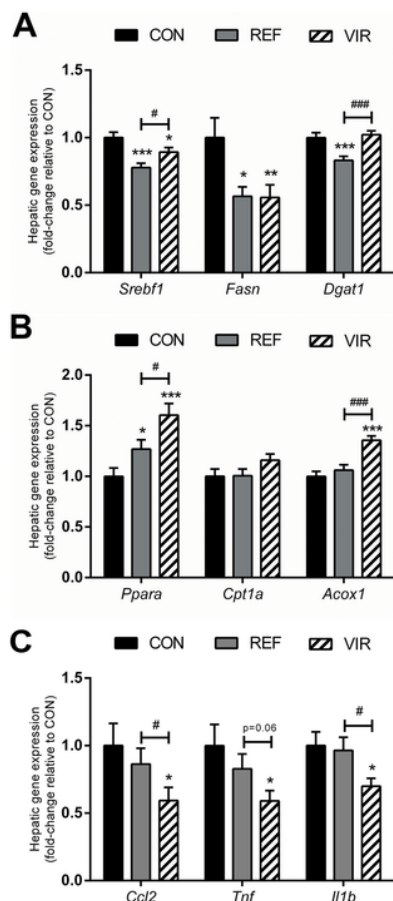 A
CON REF VIR
Hepatic gene expression
(fold-change relative to CON)
1.5
1.0
0.5
0.0
#
***
*
*
**
###
***
Srebf1 Fasn Dgat1
B
CON REF VIR
Hepatic gene expression
(fold-change relative to CON)
2.0
1.5
1.0
0.5
0.0
#
*
***
###
***
Ppara Cpt1a Acox1
C
CON REF VIR
Hepatic gene expression
(fold-change relative to CON)
1.5
1.0
0.5
0.0
#
*
p=0.06
*
#
*
Ccl2 Tnf Il1b